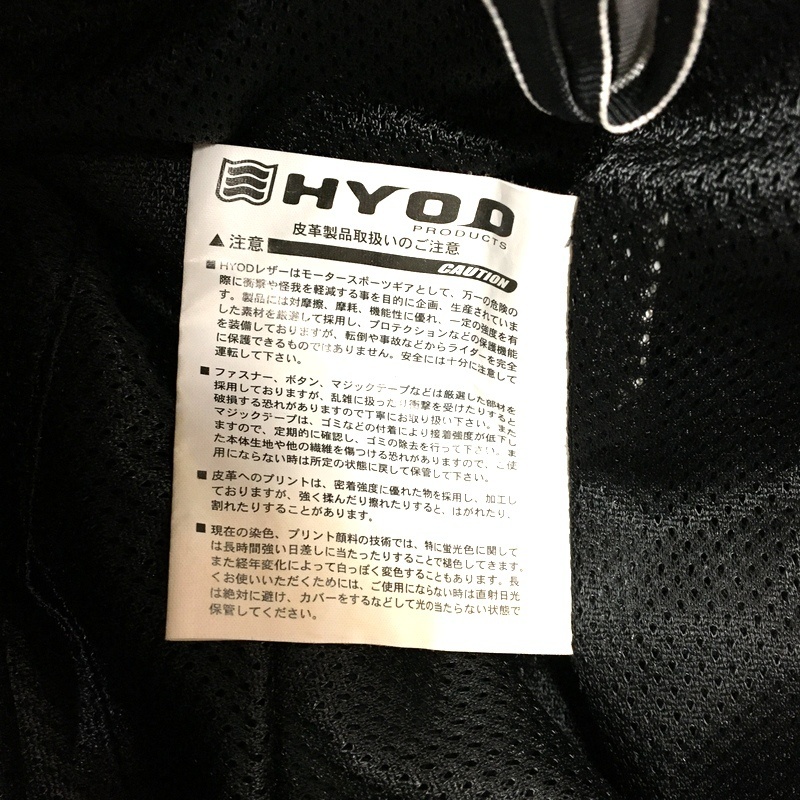 HYOD
PRODUCTS
皮革製品取扱いのご注意
▲注意
CAUTION
■HYODレザーはモータースポーツギアとして、万一の危険の
際に衝撃や怪我を軽減する事を目的に企画、生産されていま
す。製品には対摩擦、摩耗、機能性に優れ、一定の強度を有
した素材を厳選して採用し、プロテクションなどの保護機能
を装備しておりますが、転倒や事故などからライダーを完全
に保護できるものではありません。安全には十分に注意して
運転して下さい。
■ファスナー、ボタン、マジックテープなどは厳選した部材を
採用しておりますが、乱雑に扱ったり衝撃を受けたりすると
破損する恐れがありますので丁寧にお取り扱い下さい。また
マジックテープは、ゴミなどの付着により接着強度が低下し
ますので、定期的に確認し、ゴミの除去を行って下さい。ま
た本体生地や他の繊維を傷つける恐れがありますので、ご使
用にならない時は所定の状態に戻して保管して下さい。
■皮革へのプリントは、密着強度に優れた物を採用し、加工し
ておりますが、強く揉んだり擦れたりすると、はがれたり、
割れたりすることがあります。
■現在の染色、プリント顔料の技術では、特に蛍光色に関して
は長時間強い日差しに当たったりすることで褪色してきます。
また経年変化によって白っぽく変色することもあります。長
くお使いいただくためには、ご使用にならない時は直射日光
は絶対に避け、カバーをするなどして光の当たらない状態で
保管してください。